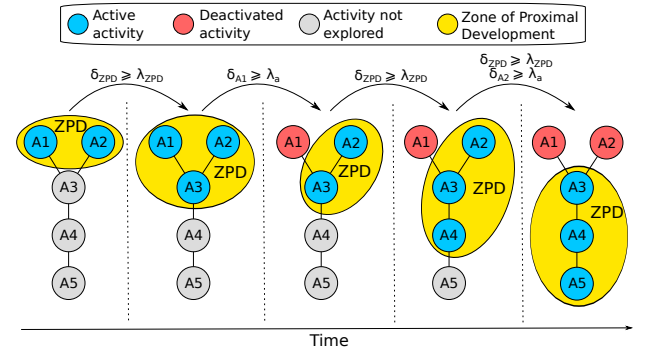 Active
activity
Deactivated
activity
Activity not
explored
Zone of Proximal
Development
δZPD ⩾ λZPD
δA1 ⩾ λa
δZPD ⩾ λZPD
δZPD ⩾ λZPD
δA2 ⩾ λa
ZPD
A1
A2
A3
A4
A5
A1
A2
ZPD
A3
A4
A5
A1
A2
ZPD
A3
A4
A5
A1
A2
A3
ZPD
A4
A5
A1
A2
A3
ZPD
A4
A5
Time